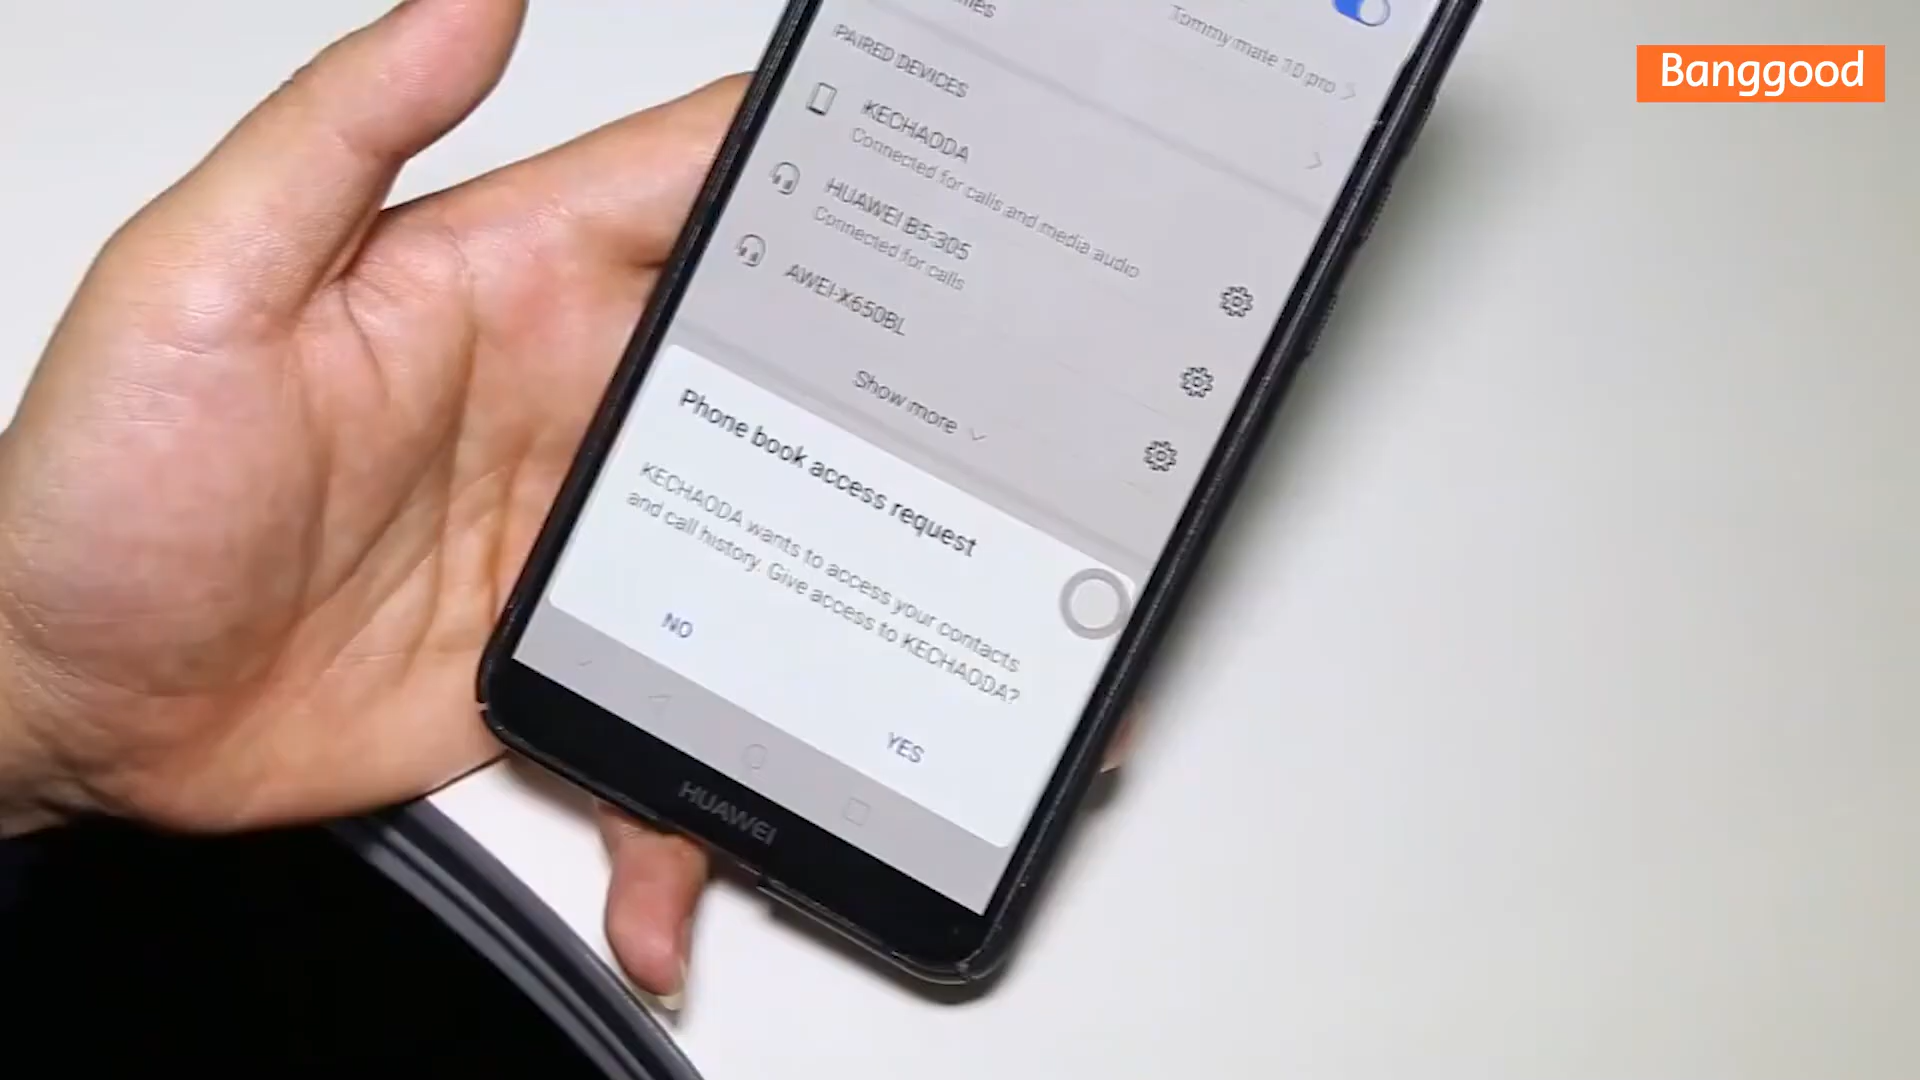 Banggood
Tommy mate 10 pro
PAIRED DEVICES
KECHAODA
Connected for calls and media audio
HUAWEI B5-305
Connected for calls
AWEI-X650BL
Show more
Phone book access request
KECHAODA wants to access your contacts
and call history. Give access to KECHAODA?
NO
YES
HUAWEI